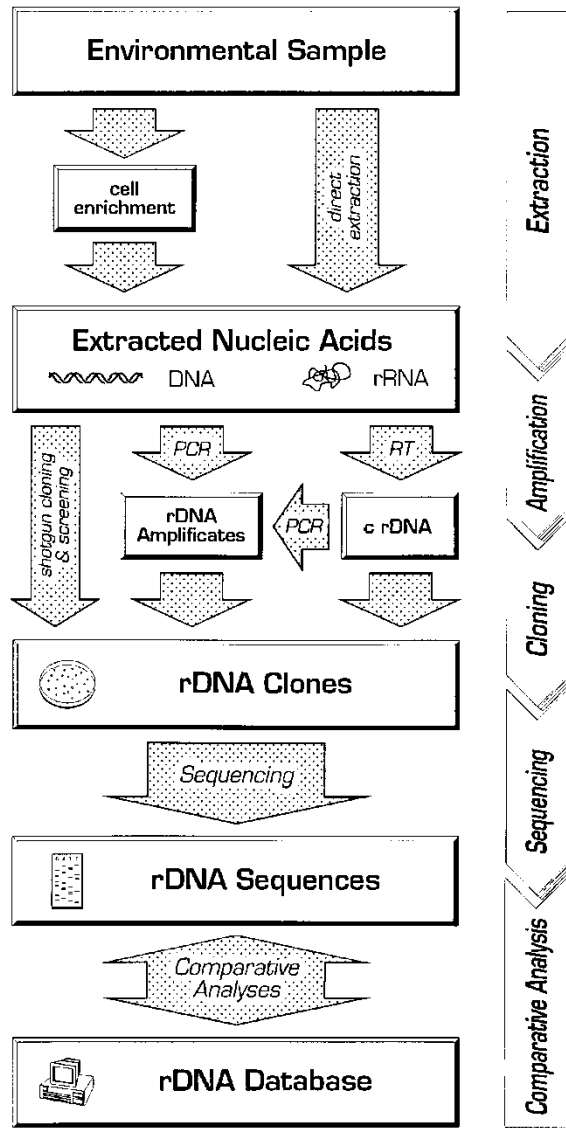 Environmental Sample
cell
enrichment
direct
extraction
Extracted Nucleic Acids
DNA
rRNA
shotgun cloning
& screening
PCR
RT
rDNA
Amplificates
PCR
c rDNA
rDNA Clones
Sequencing
rDNA Sequences
Comparative
Analyses
rDNA Database
Extraction
Amplification
Cloning
Sequencing
Comparative Analysis